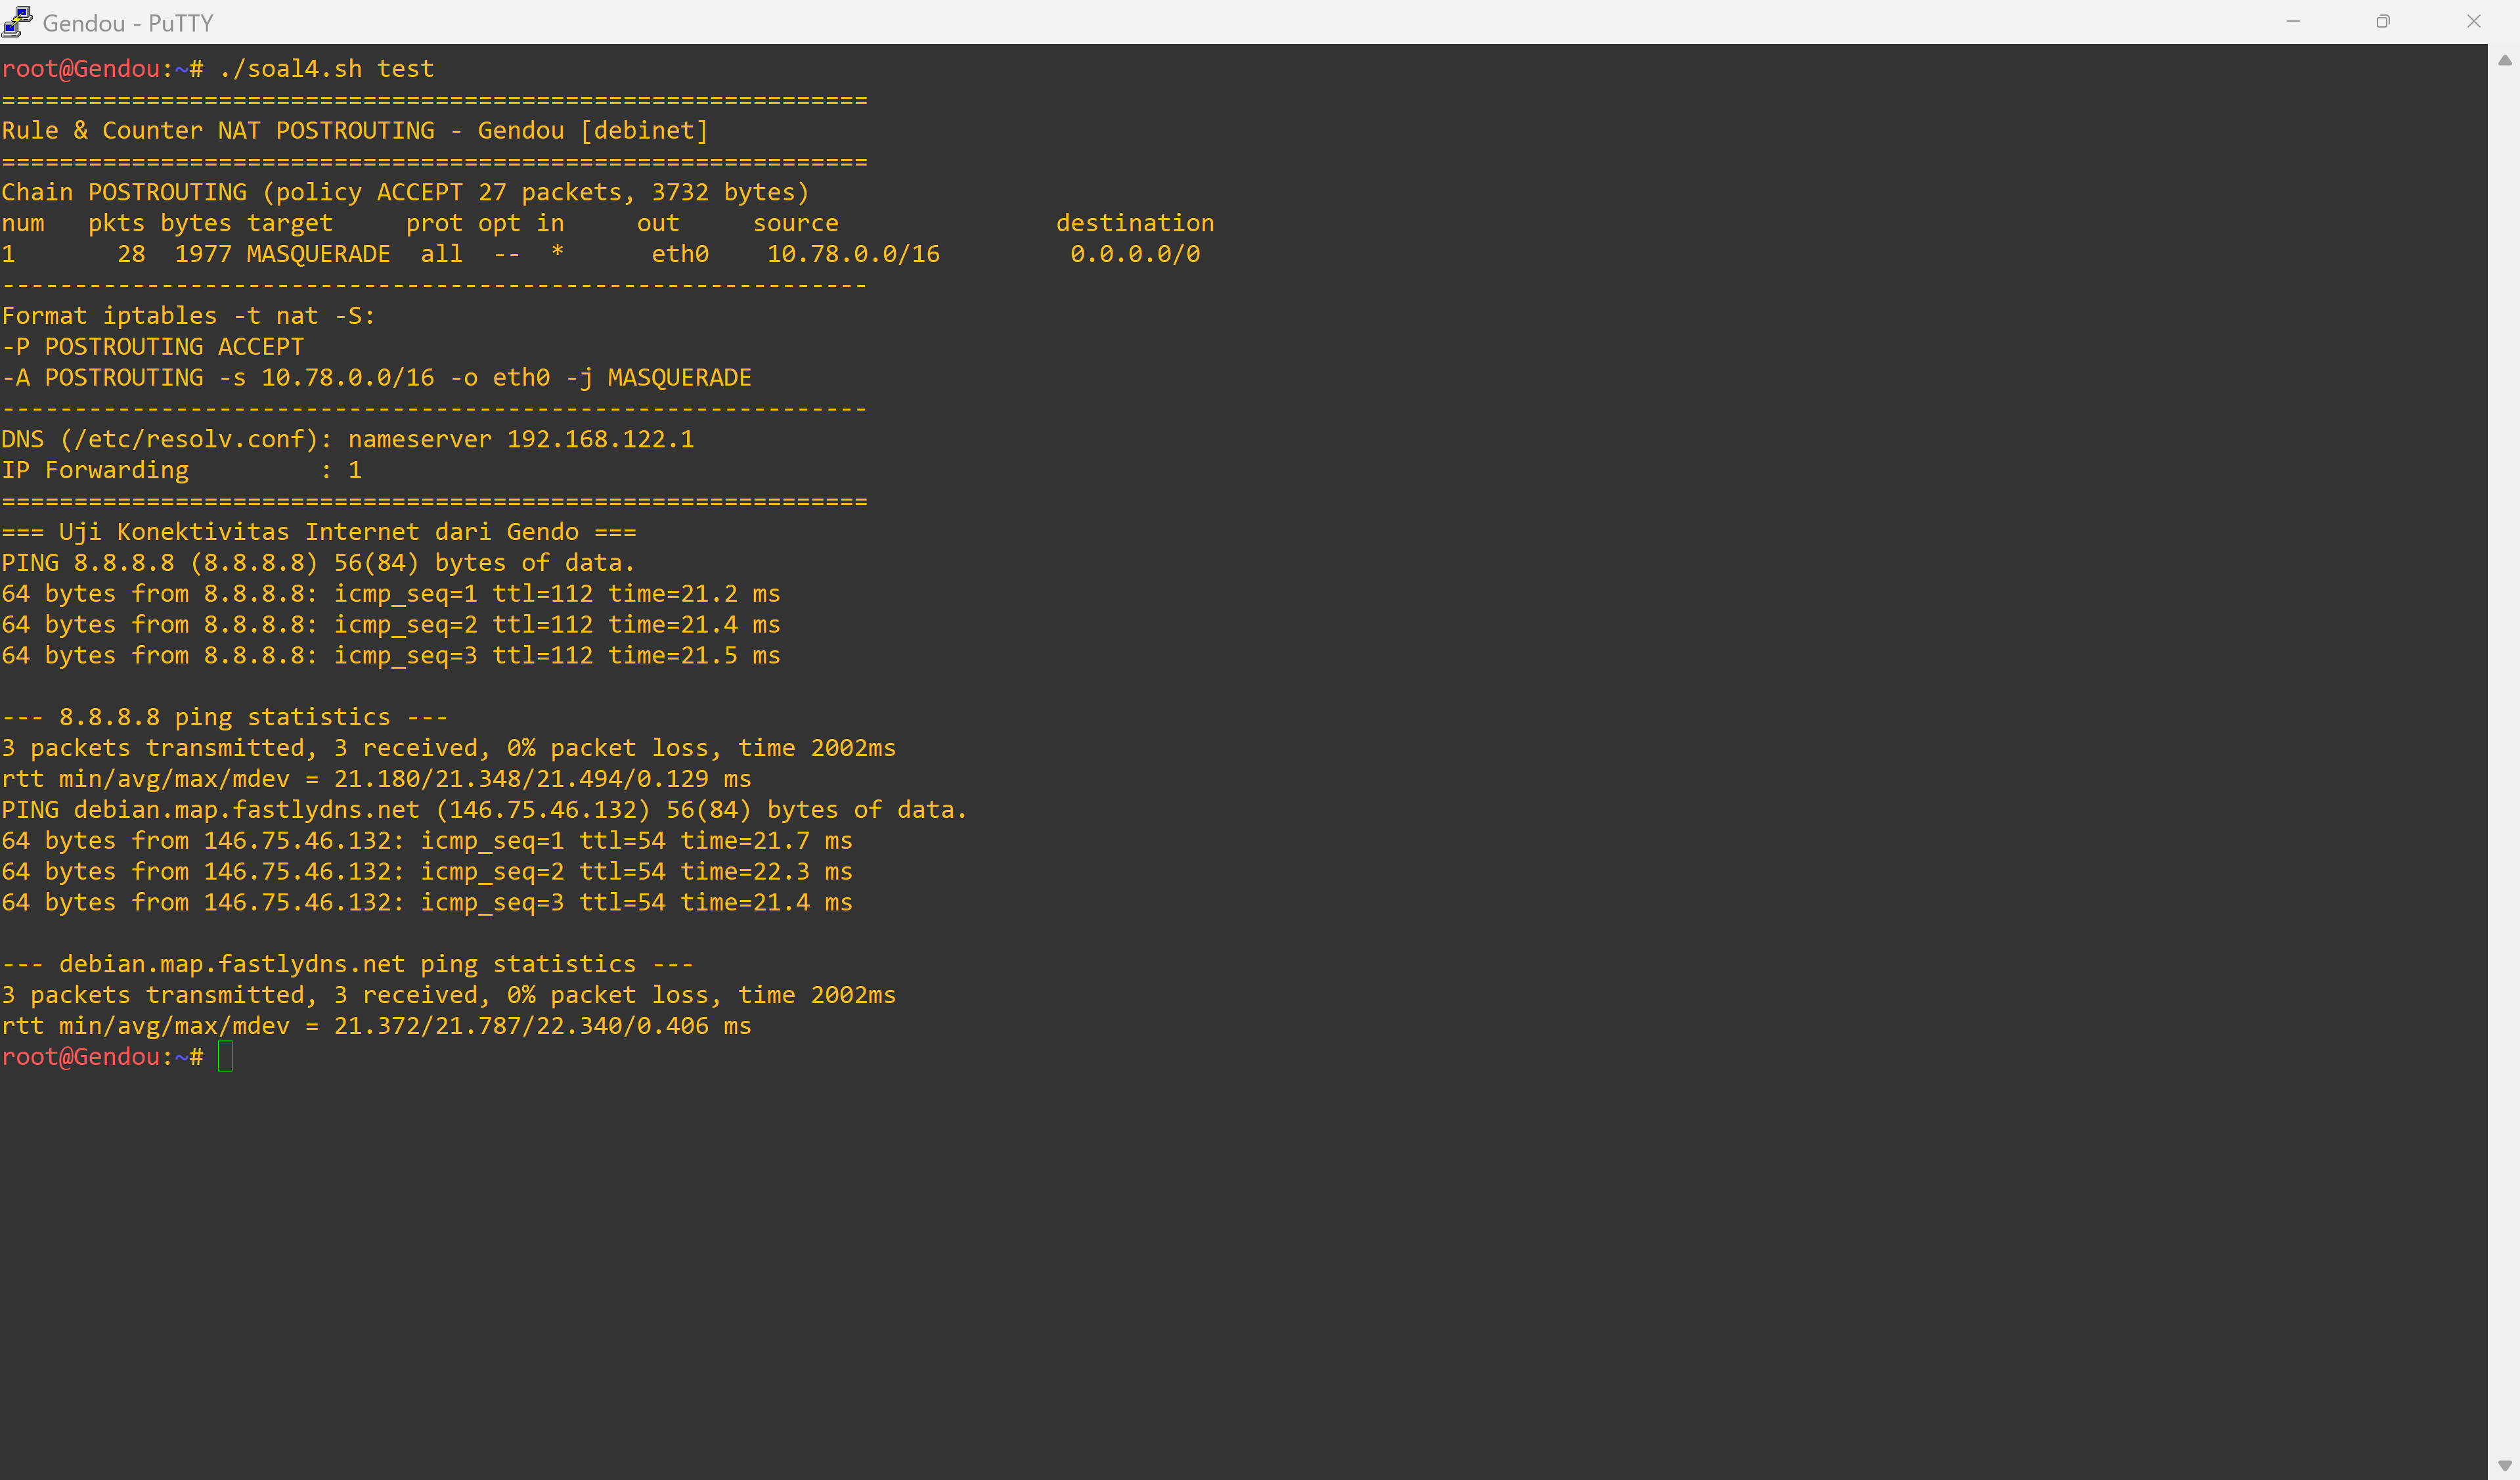 Gendou - PuTTY
root@Gendou:~# ./soal4.sh test
============================================================
Rule & Counter NAT POSTROUTING - Gendou [debinet]
============================================================
Chain POSTROUTING (policy ACCEPT 27 packets, 3732 bytes)
num   pkts bytes target     prot opt in     out     source               destination
1       28  1977 MASQUERADE  all  --  *      eth0    10.78.0.0/16         0.0.0.0/0
------------------------------------------------------------
Format iptables -t nat -S:
-P POSTROUTING ACCEPT
-A POSTROUTING -s 10.78.0.0/16 -o eth0 -j MASQUERADE
------------------------------------------------------------
DNS (/etc/resolv.conf): nameserver 192.168.122.1
IP Forwarding         : 1
============================================================
=== Uji Konektivitas Internet dari Gendo ===
PING 8.8.8.8 (8.8.8.8) 56(84) bytes of data.
64 bytes from 8.8.8.8: icmp_seq=1 ttl=112 time=21.2 ms
64 bytes from 8.8.8.8: icmp_seq=2 ttl=112 time=21.4 ms
64 bytes from 8.8.8.8: icmp_seq=3 ttl=112 time=21.5 ms

--- 8.8.8.8 ping statistics ---
3 packets transmitted, 3 received, 0% packet loss, time 2002ms
rtt min/avg/max/mdev = 21.180/21.348/21.494/0.129 ms
PING debian.map.fastlydns.net (146.75.46.132) 56(84) bytes of data.
64 bytes from 146.75.46.132: icmp_seq=1 ttl=54 time=21.7 ms
64 bytes from 146.75.46.132: icmp_seq=2 ttl=54 time=22.3 ms
64 bytes from 146.75.46.132: icmp_seq=3 ttl=54 time=21.4 ms

--- debian.map.fastlydns.net ping statistics ---
3 packets transmitted, 3 received, 0% packet loss, time 2002ms
rtt min/avg/max/mdev = 21.372/21.787/22.340/0.406 ms
root@Gendou:~#